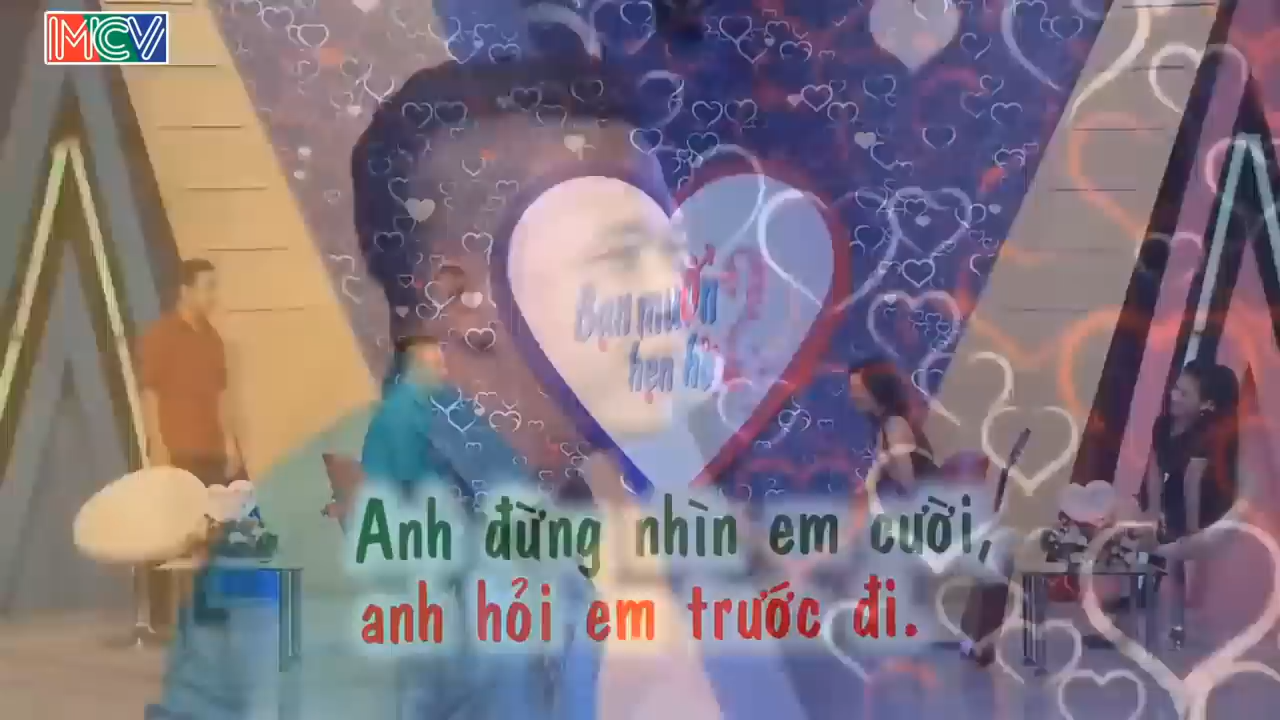 MCV
Bạn muốn
hẹn hò
Anh đừng nhìn em cười,
anh hỏi em trước đi.